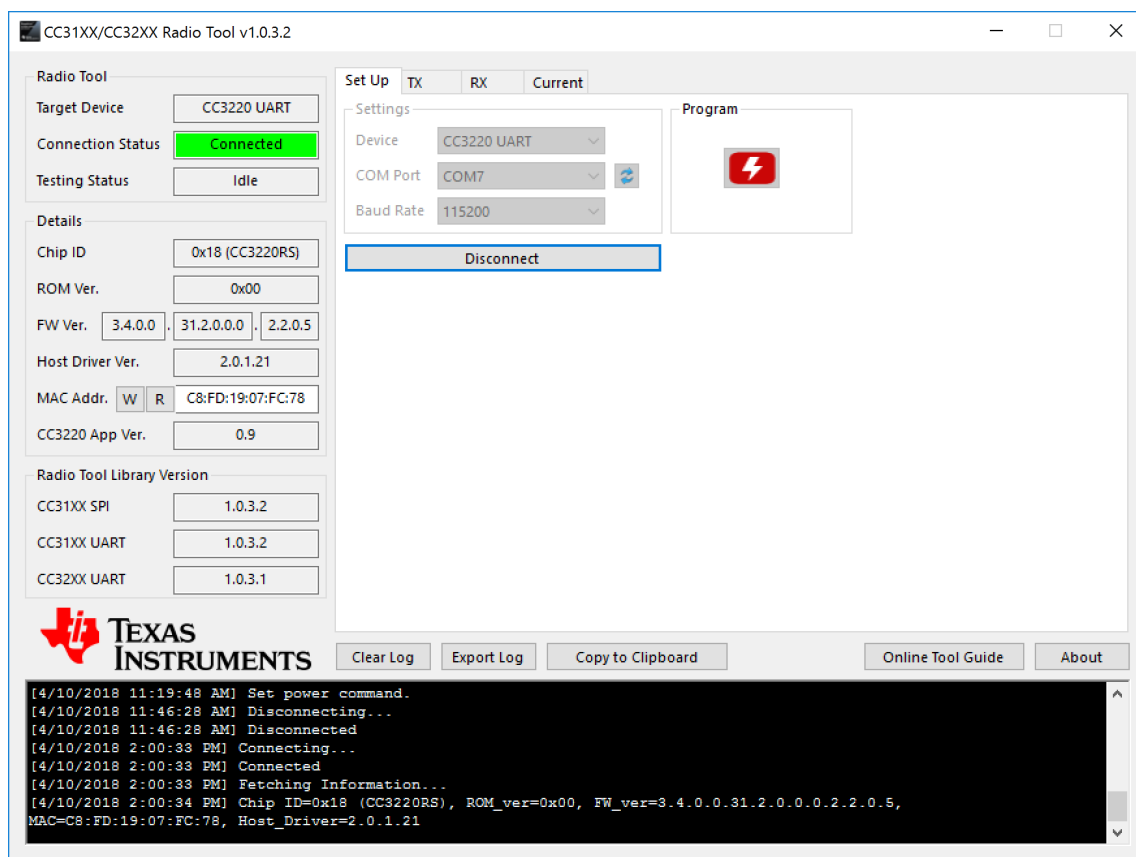 CC31XX/CC32XX Radio Tool v1.0.3.2
Radio Tool
Target Device CC3220 UART
Connection Status Connected
Testing Status Idle
Details
Chip ID 0x18 (CC3220RS)
ROM Ver. 0x00
FW Ver. 3.4.0.0 . 31.2.0.0.0 . 2.2.0.5
Host Driver Ver. 2.0.1.21
MAC Addr. W R C8:FD:19:07:FC:78
CC3220 App Ver. 0.9
Radio Tool Library Version
CC31XX SPI 1.0.3.2
CC31XX UART 1.0.3.2
CC32XX UART 1.0.3.1
TEXAS
INSTRUMENTS
Set Up TX RX Current
Settings
Device CC3220 UART
COM Port COM7
Baud Rate 115200
Program
Disconnect
Clear Log Export Log Copy to Clipboard Online Tool Guide About
[4/10/2018 11:19:48 AM] Set power command.
[4/10/2018 11:46:28 AM] Disconnecting...
[4/10/2018 11:46:28 AM] Disconnected
[4/10/2018 2:00:33 PM] Connecting...
[4/10/2018 2:00:33 PM] Connected
[4/10/2018 2:00:33 PM] Fetching Information...
[4/10/2018 2:00:34 PM] Chip ID=0x18 (CC3220RS), ROM_ver=0x00, FW_ver=3.4.0.0.31.2.0.0.0.2.2.0.5,
MAC=C8:FD:19:07:FC:78, Host_Driver=2.0.1.21